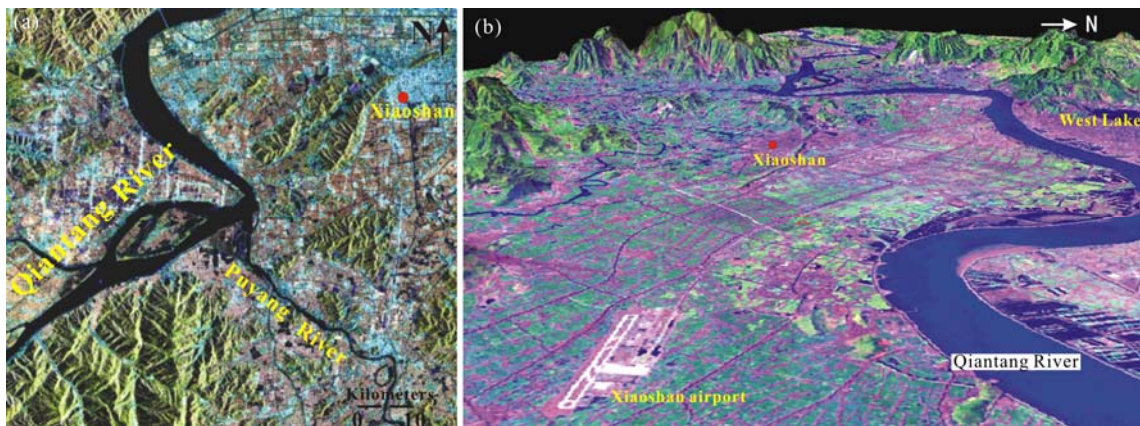 (a)
N
Xiaoshan
Qiantang River
Puyang River
Kilometers
0 10
(b)
N
West Lake
Xiaoshan
Qiantang River
Xiaoshan airport